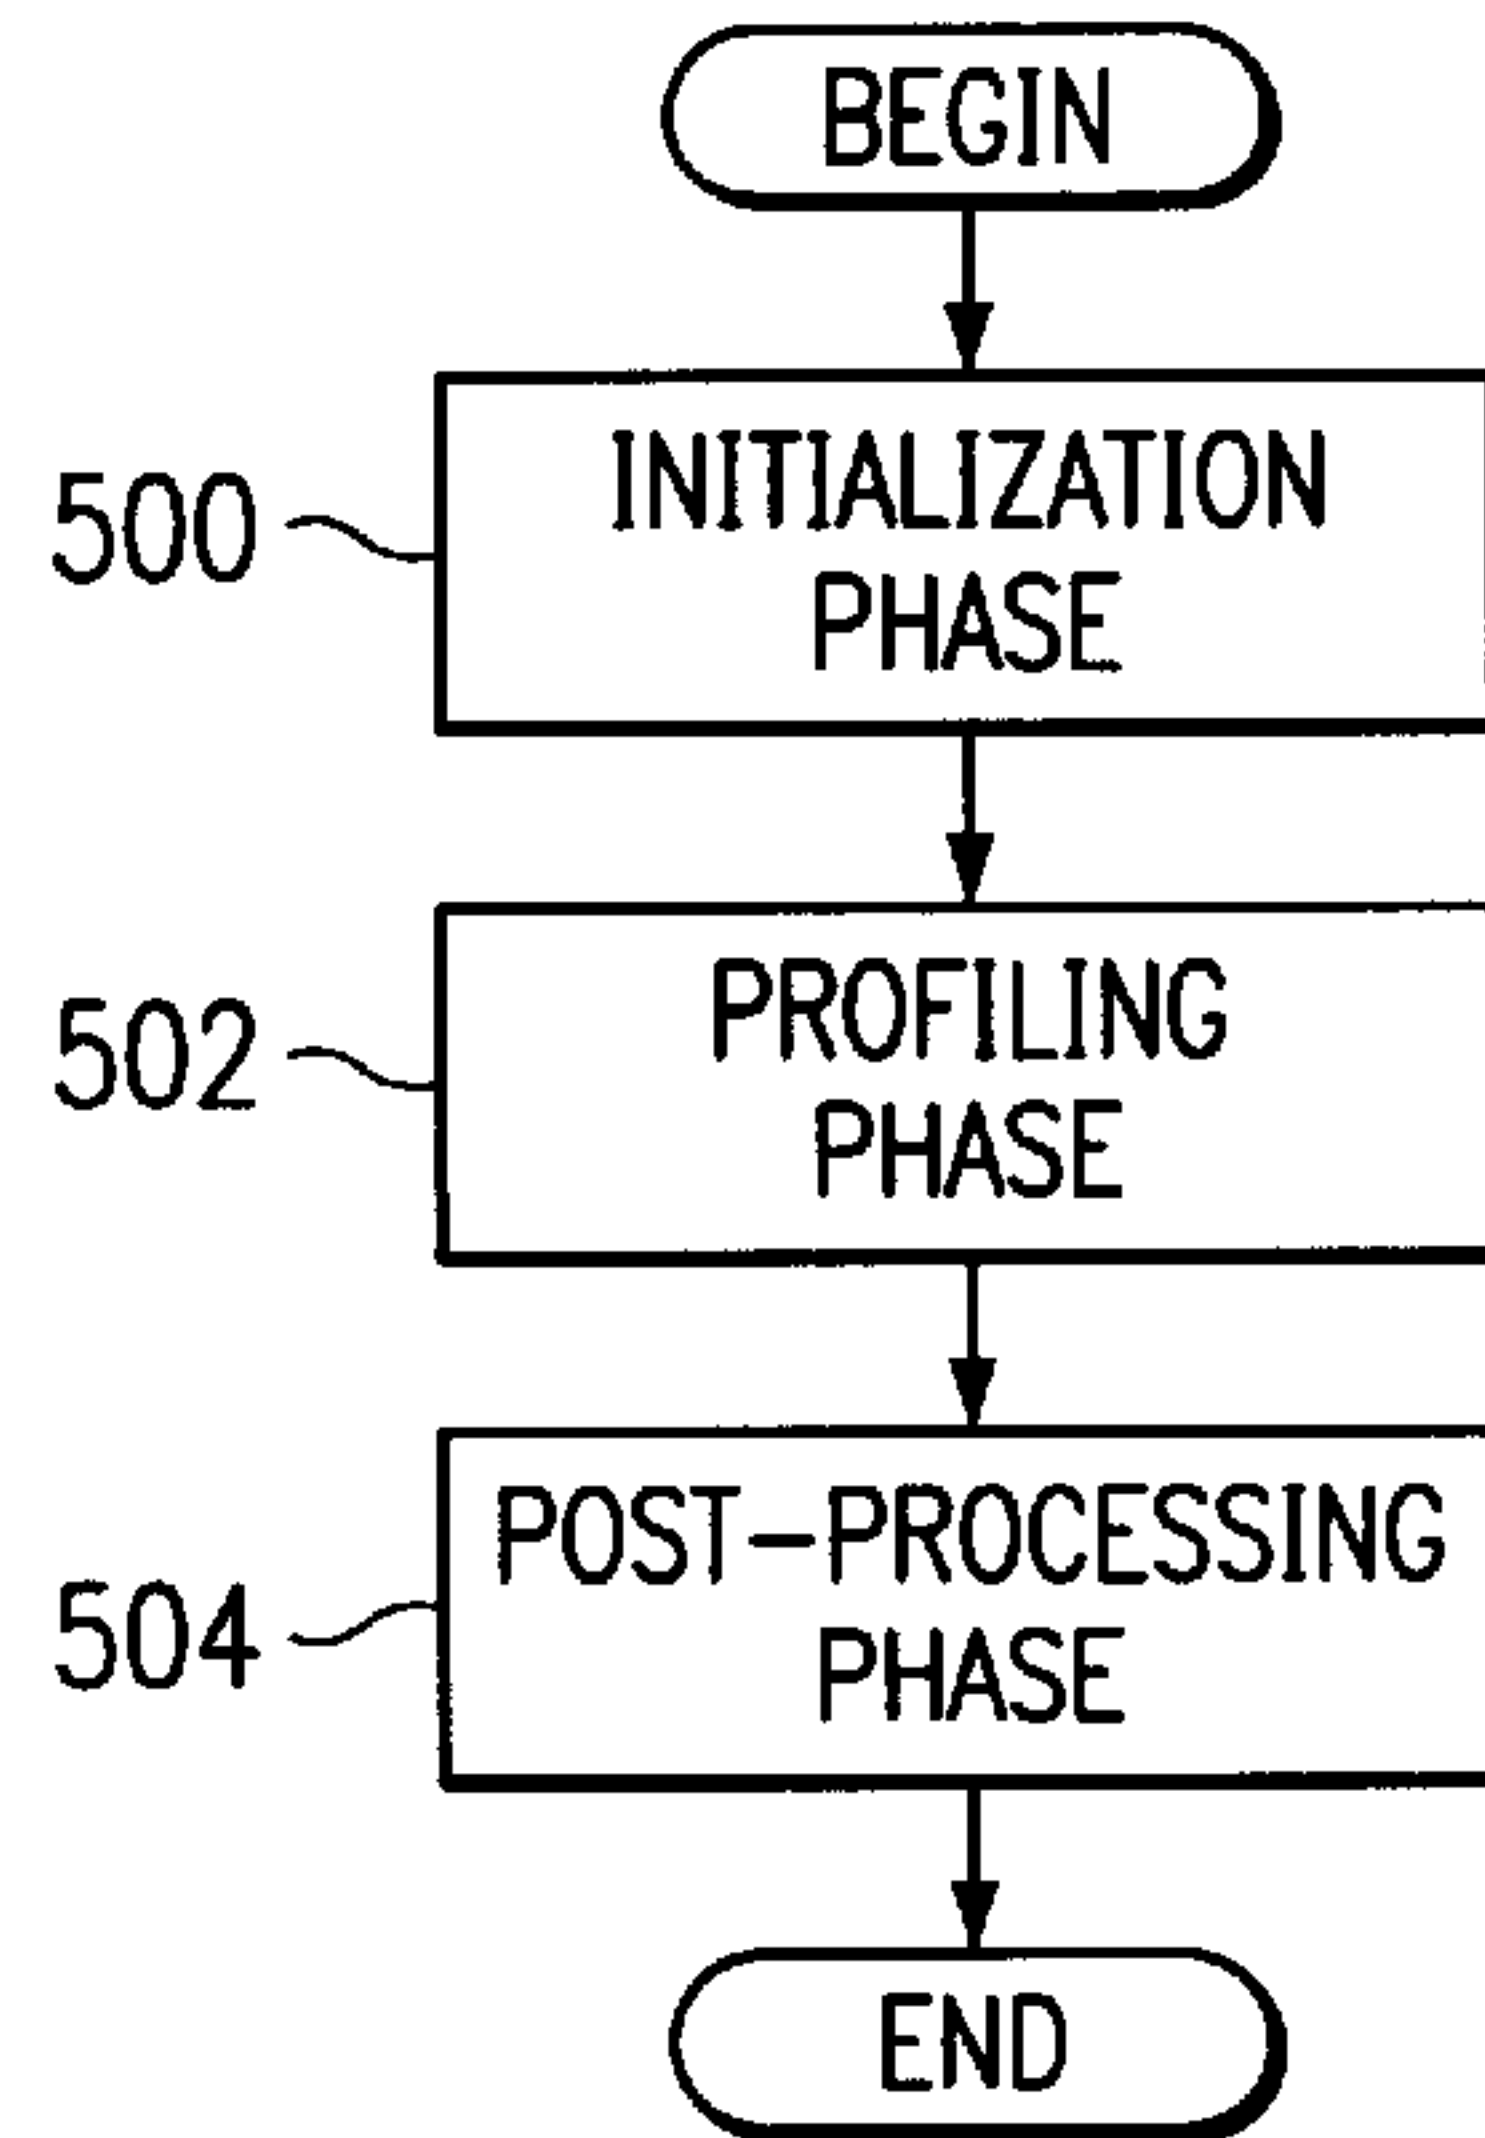 BEGIN
500
INITIALIZATION
PHASE
502
PROFILING
PHASE
504
POST-PROCESSING
PHASE
END